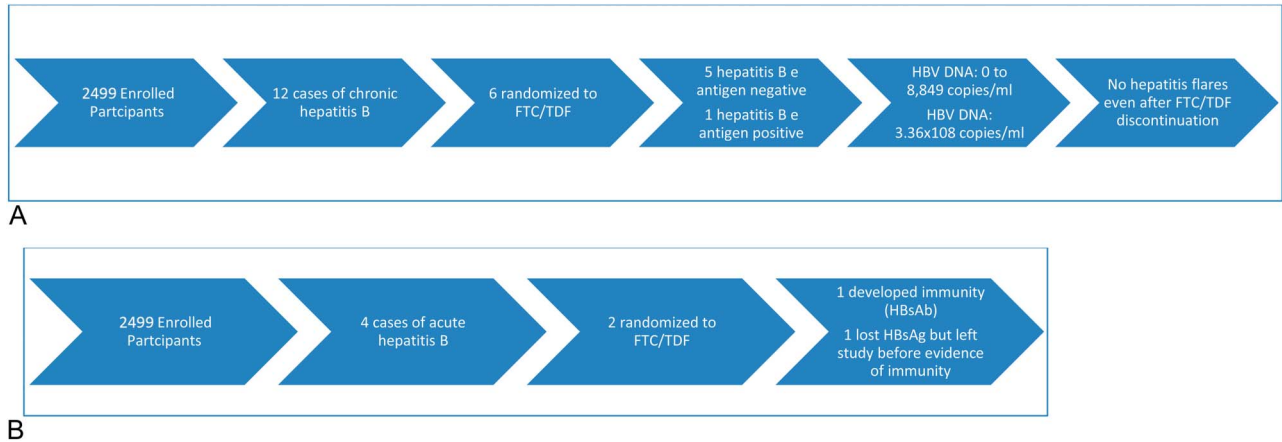 2499 Enrolled
Partcipants
12 cases of chronic
hepatitis B
6 randomized to
FTC/TDF
5 hepatitis B e
antigen negative
1 hepatitis B e
antigen positive
HBV DNA: 0 to
8,849 copies/ml
HBV DNA:
3.36x108 copies/ml
No hepatitis flares
even after FTC/TDF
discontinuation
A
2499 Enrolled
Partcipants
4 cases of acute
hepatitis B
2 randomized to
FTC/TDF
1 developed immunity
(HBsAb)
1 lost HBsAg but left
study before evidence
of immunity
B